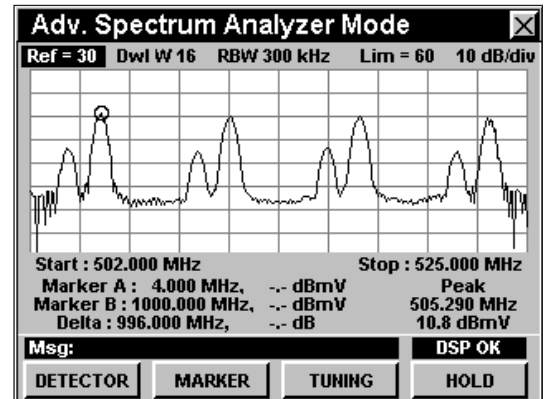 Adv. Spectrum Analyzer Mode
Ref = 30 Dwl W 16 RBW 300 kHz Lim = 60 10 dB/div
Start : 502.000 MHz Stop : 525.000 MHz
Marker A : 4.000 MHz, -.- dBmV Peak
Marker B : 1000.000 MHz, -.- dBmV 505.290 MHz
Delta : 996.000 MHz, -.- dB 10.8 dBmV
Msg: DSP OK
DETECTOR MARKER TUNING HOLD